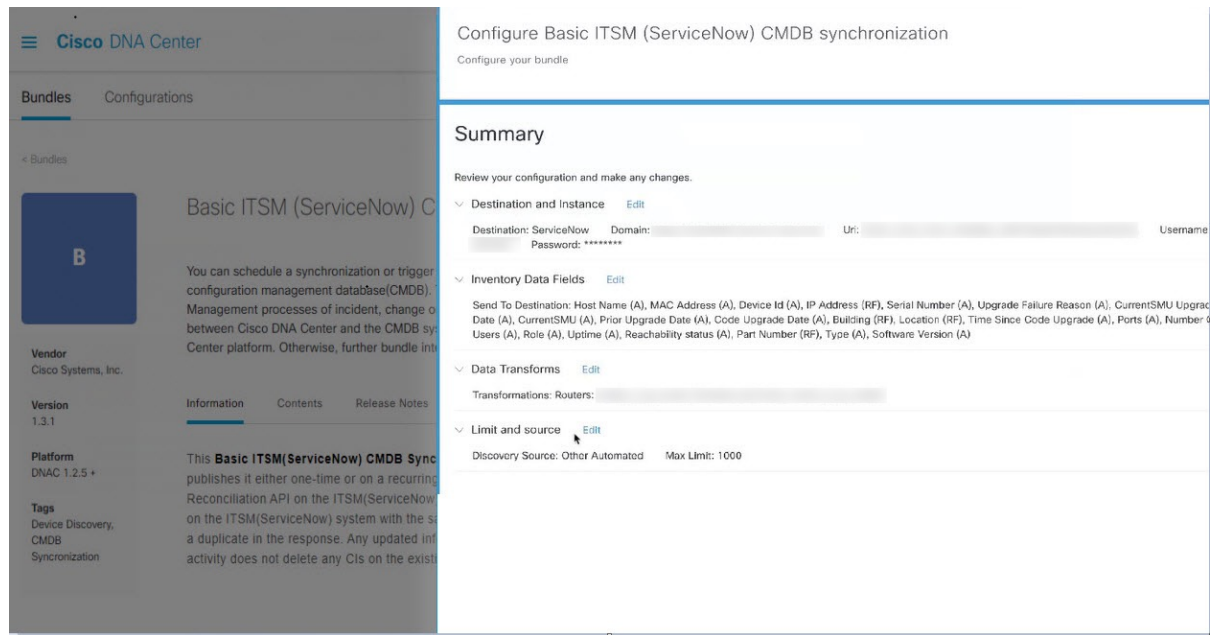 Cisco DNA Center
Bundles Configurations
< Bundles
B
Vendor
Cisco Systems, Inc.
Version
1.3.1
Platform
DNAC 1.2.5 +
Tags
Device Discovery,
CMDB
Syncronization
Basic ITSM (ServiceNow) C
You can schedule a synchronization or trigger
configuration management database(CMDB).
Management processes of incident, change o
between Cisco DNA Center and the CMDB sy
Center platform. Otherwise, further bundle int
Information Contents Release Notes
This Basic ITSM(ServiceNow) CMDB Sync
publishes it either one-time or on a recurring
Reconciliation API on the ITSM(ServiceNow
on the ITSM(ServiceNow) system with the sa
a duplicate in the response. Any updated inf
activity does not delete any CIs on the existi
Configure Basic ITSM (ServiceNow) CMDB synchronization
Configure your bundle
Summary
Review your configuration and make any changes.
Destination and Instance Edit
Destination: ServiceNow Domain: Url: Username
Password: ********
Inventory Data Fields Edit
Send To Destination: Host Name (A), MAC Address (A), Device Id (A), IP Address (RF), Serial Number (A), Upgrade Failure Reason (A), CurrentSMU Upgrad
Date (A), CurrentSMU (A), Prior Upgrade Date (A), Code Upgrade Date (A), Building (RF), Location (RF), Time Since Code Upgrade (A), Ports (A), Number
Users (A), Role (A), Uptime (A), Reachability status (A), Part Number (RF), Type (A), Software Version (A)
Data Transforms Edit
Transformations: Routers:
Limit and source Edit
Discovery Source: Other Automated Max Limit: 1000